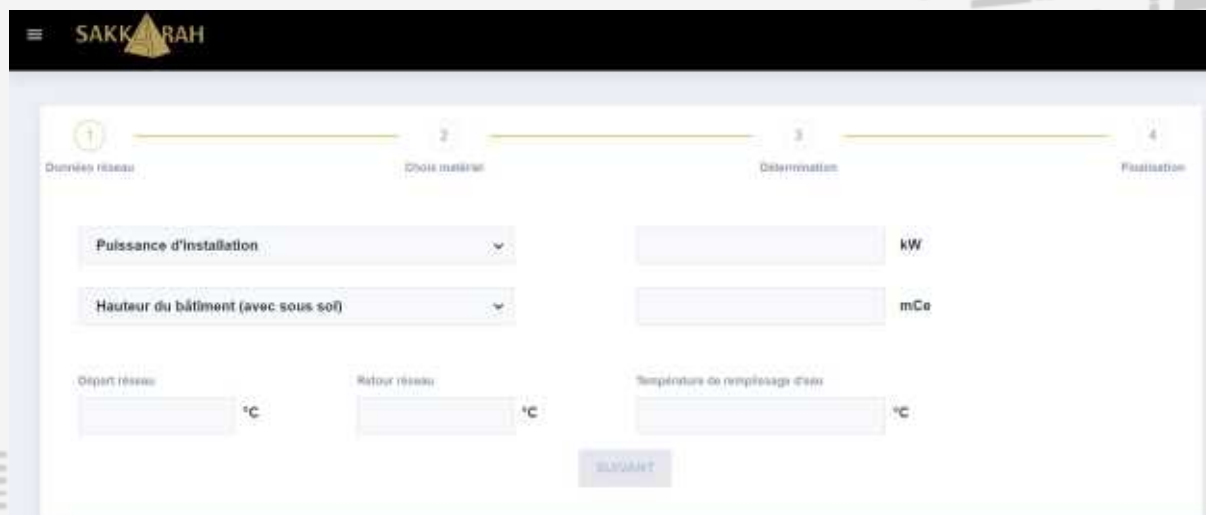 SAKKARAH
1 2 3 4
Données réseau Choix matériel Détermination Finalisation
Puissance d'installation kW
Hauteur du bâtiment (avec sous sol) mCe
Départ réseau Retour réseau Température de remplissage d'eau
°C °C °C
SUIVANT